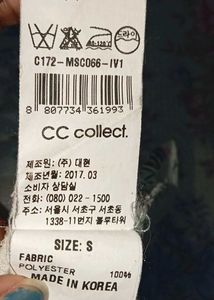 드라이
C172-MSC066-IV1
8 807734 361993
CC collect.
제조원: (주) 대현
제조년월: 2017. 03
소비자 상담실
전화: (080) 022-1500
주소: 서울시 서초구 서초동
1338-11번지 블루타워
SIZE: S
FABRIC
POLYESTER 100%
MADE IN KOREA